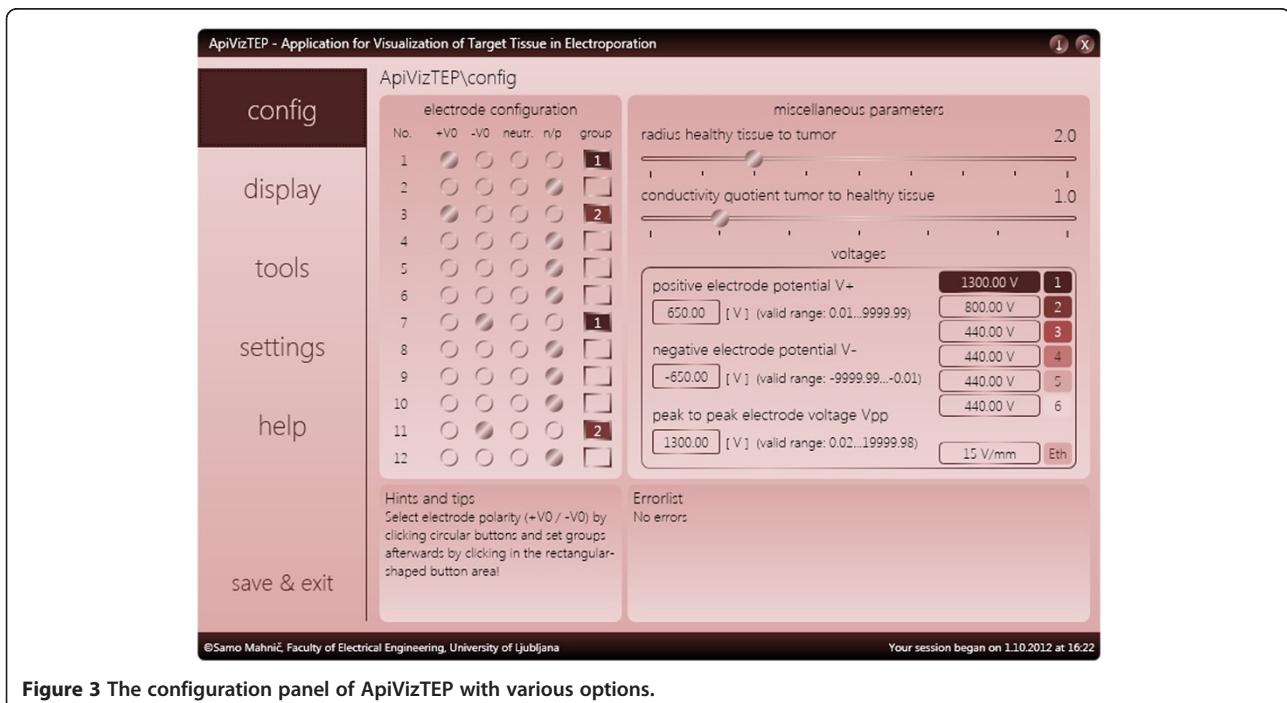 ApiVizTEP - Application for Visualization of Target Tissue in Electroporation
X
config
display
tools
settings
help
save & exit
ApiVizTEP\config
electrode configuration
No. +V0 -V0 neutr. n/p group
1 1
2
3 2
4
5
6
7 1
8
9
10
11 2
12
miscellaneous parameters
radius healthy tissue to tumor 2.0
conductivity quotient tumor to healthy tissue 1.0
voltages
positive electrode potential V+
650.00 [ V ] (valid range: 0.01...9999.99)
negative electrode potential V-
-650.00 [ V ] (valid range: -9999.99...-0.01)
peak to peak electrode voltage Vpp
1300.00 [ V ] (valid range: 0.02...19999.98)
1300.00 V 1
800.00 V 2
440.00 V 3
440.00 V 4
440.00 V 5
440.00 V 6
15 V/mm Eth
Hints and tips
Select electrode polarity (+V0 / -V0) by
clicking circular buttons and set groups
afterwards by clicking in the rectangular-
shaped button area!
Errorlist
No errors
©Samo Mahnič, Faculty of Electrical Engineering, University of Ljubljana
Your session began on 1.10.2012 at 16:22
Figure 3 The configuration panel of ApiVizTEP with various options.